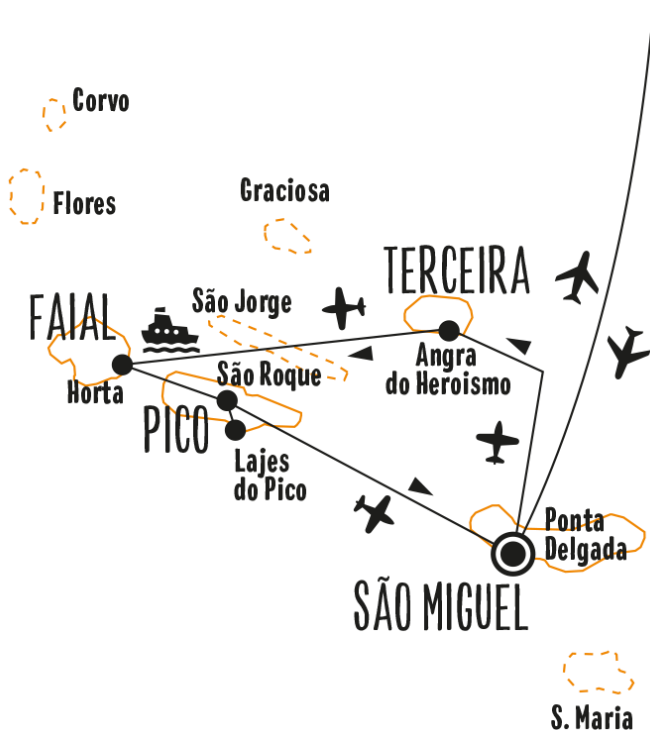 Corvo
Flores
Graciosa
TERCEIRA
FAIAL
São Jorge
Angra
do Heroismo
São Roque
Horta
PICO
Lajes
do Pico
Ponta
Delgada
SÃO MIGUEL
S. Maria